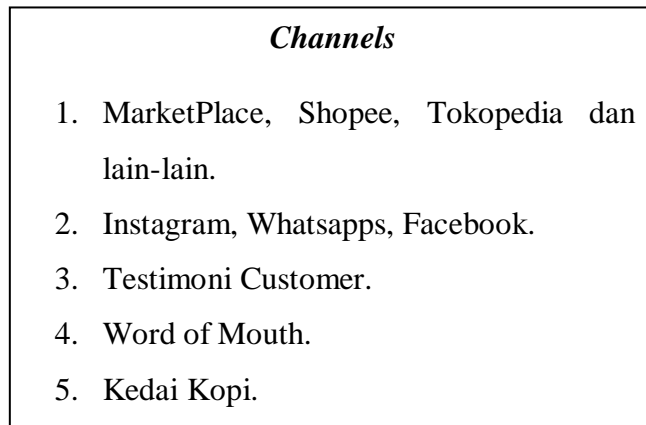 Channels
1. MarketPlace, Shopee, Tokopedia dan
lain-lain.
2. Instagram, Whatsapps, Facebook.
3. Testimoni Customer.
4. Word of Mouth.
5. Kedai Kopi.